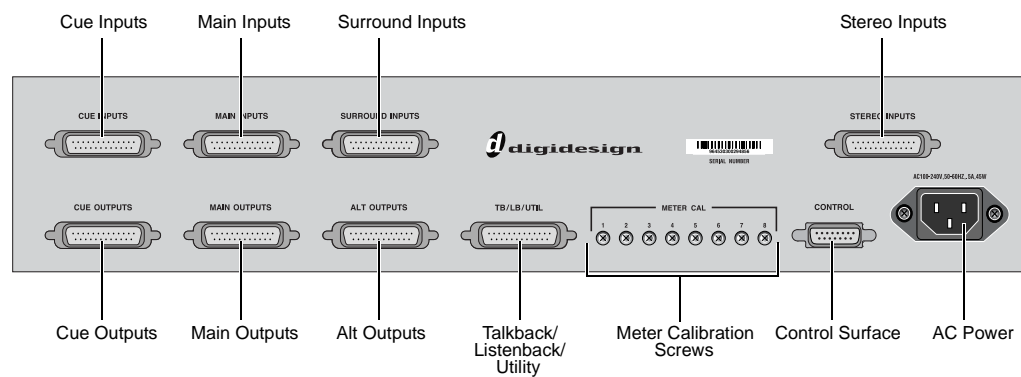 Cue Inputs Main Inputs Surround Inputs Stereo Inputs
CUE INPUTS MAIN INPUTS SURROUND INPUTS STEREO INPUTS
digidesign
964520300294856
SERIAL NUMBER
AC100-240V,50-60HZ,.5A,45W
CUE OUTPUTS MAIN OUTPUTS ALT OUTPUTS TB/LB/UTIL METER CAL CONTROL
1 2 3 4 5 6 7 8
Cue Outputs Main Outputs Alt Outputs Talkback/
Listenback/
Utility
Meter Calibration
Screws
Control Surface AC Power